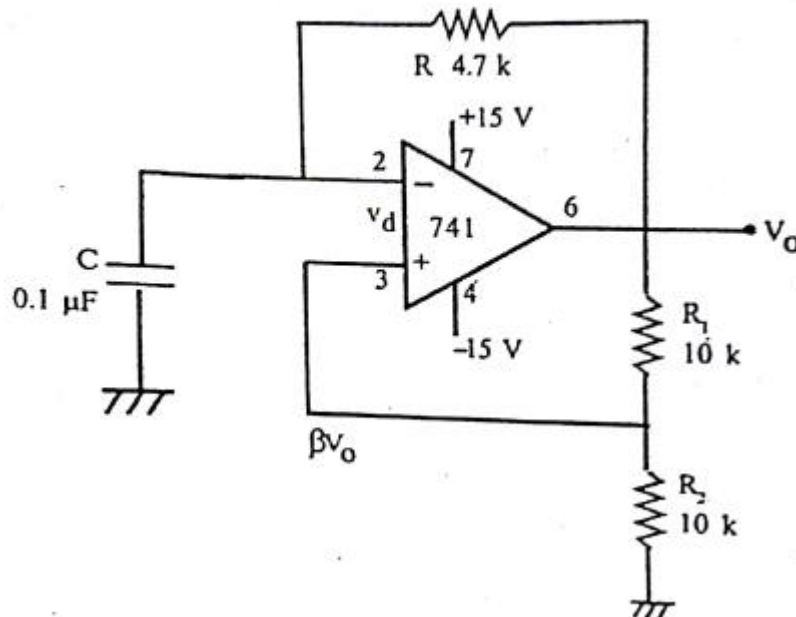 R 4.7 k
+15 V
2
7
−
v_d
741
6
V_o
C
0.1 μF
3
+
4
−15 V
R_1
10 k
βV_o
R_2
10 k